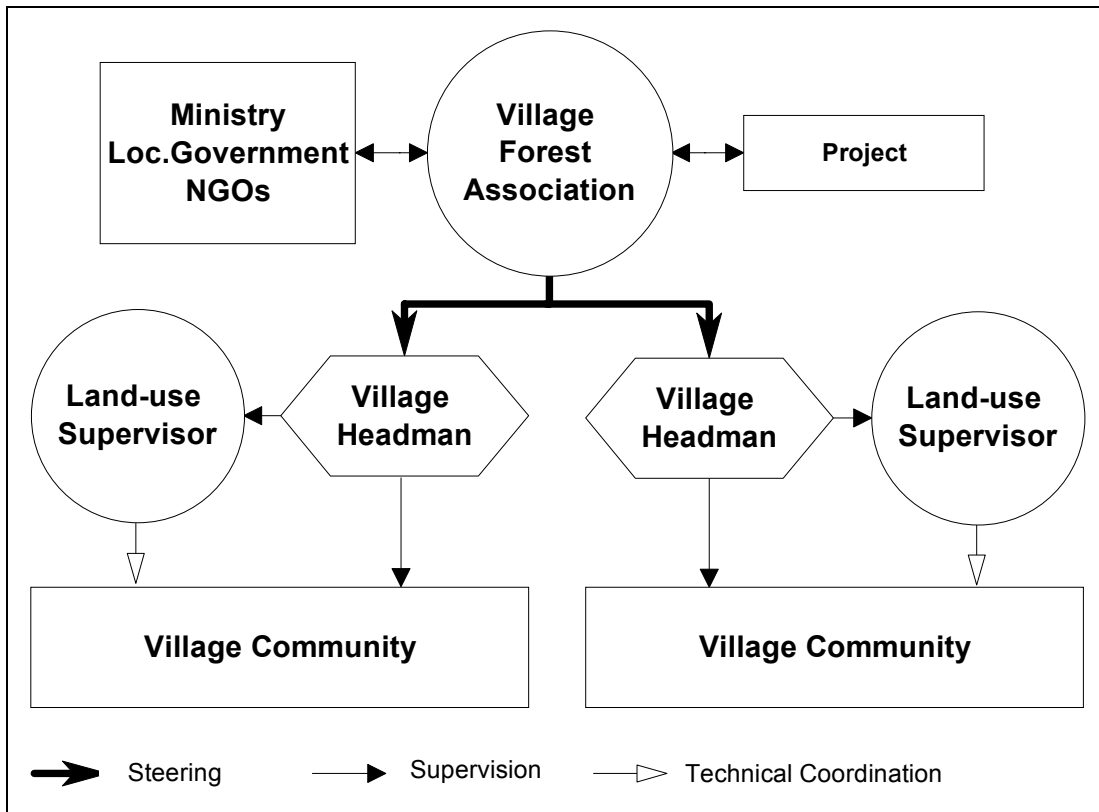 Ministry
Loc.Government
NGOs
Village
Forest
Association
Project
Land-use
Supervisor
Village
Headman
Village
Headman
Land-use
Supervisor
Village Community
Village Community
Steering
Supervision
Technical Coordination